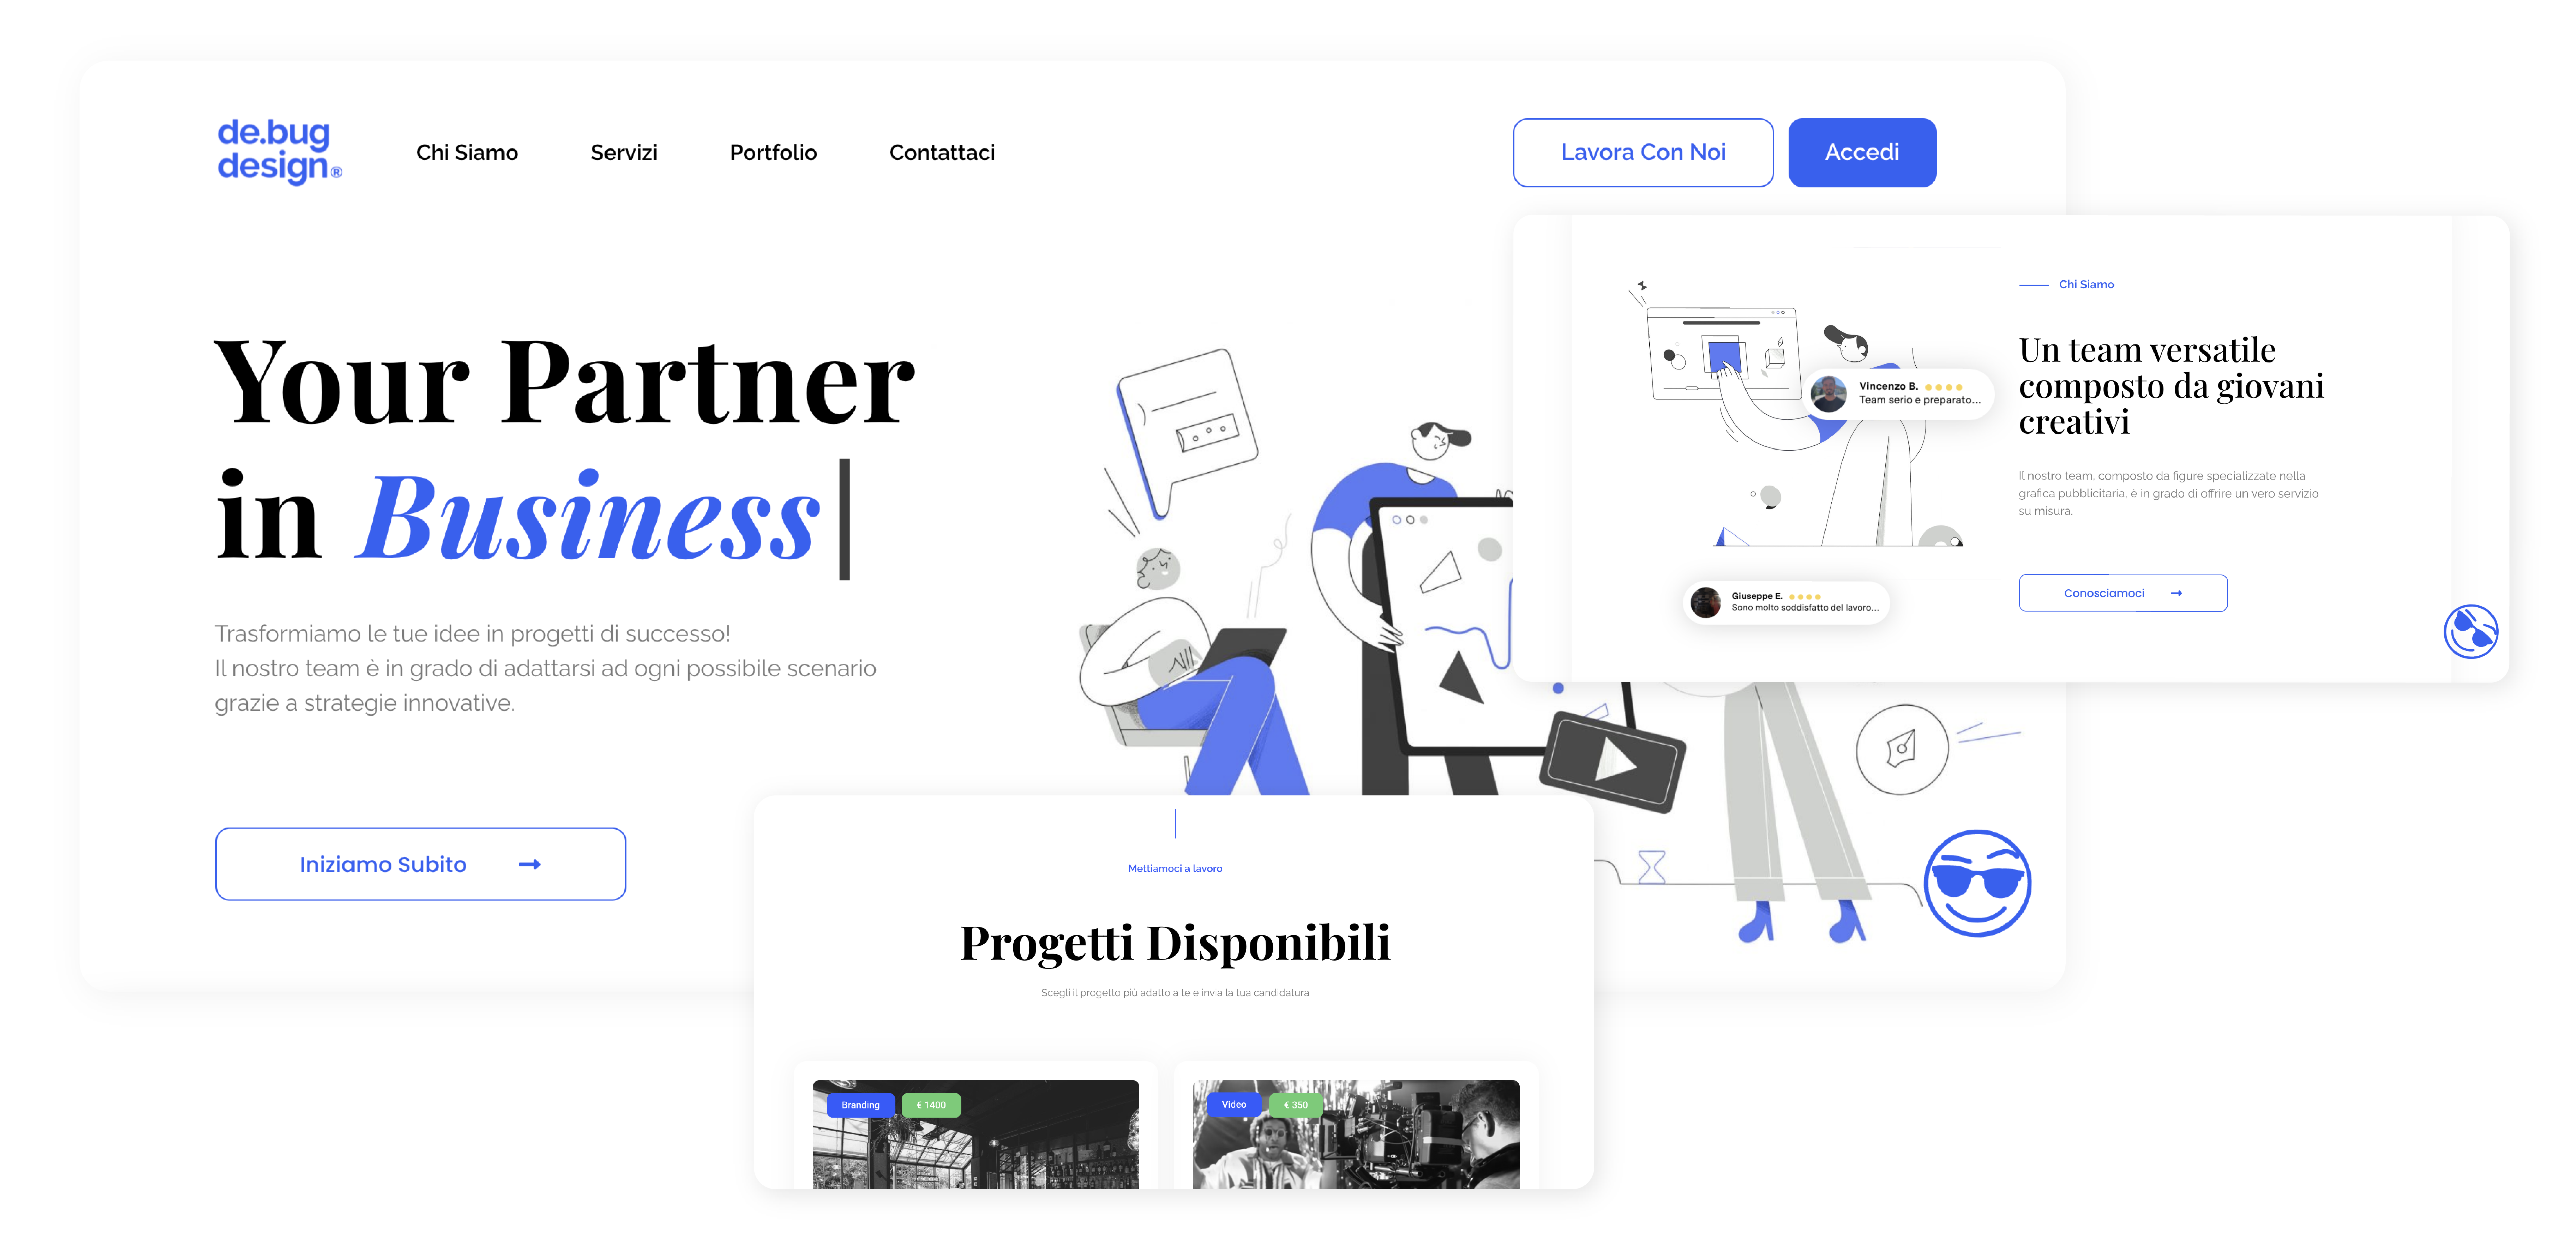 de.bug
design®
Chi Siamo
Servizi
Portfolio
Contattaci
Lavora Con Noi
Accedi
Your Partner
in Business|
Trasformiamo le tue idee in progetti di successo!
Il nostro team è in grado di adattarsi ad ogni possibile scenario
grazie a strategie innovative.
Iniziamo Subito
Chi Siamo
Un team versatile
composto da giovani
creativi
Il nostro team, composto da figure specializzate nella
grafica pubblicitaria, è in grado di offrire un vero servizio
su misura.
Conosciamoci
Vincenzo B.
Team serio e preparato...
Giuseppe E.
Sono molto soddisfatto del lavoro...
Mettiamoci a lavoro
Progetti Disponibili
Scegli il progetto più adatto a te e invia la tua candidatura
Branding
€ 1400
Video
€ 350